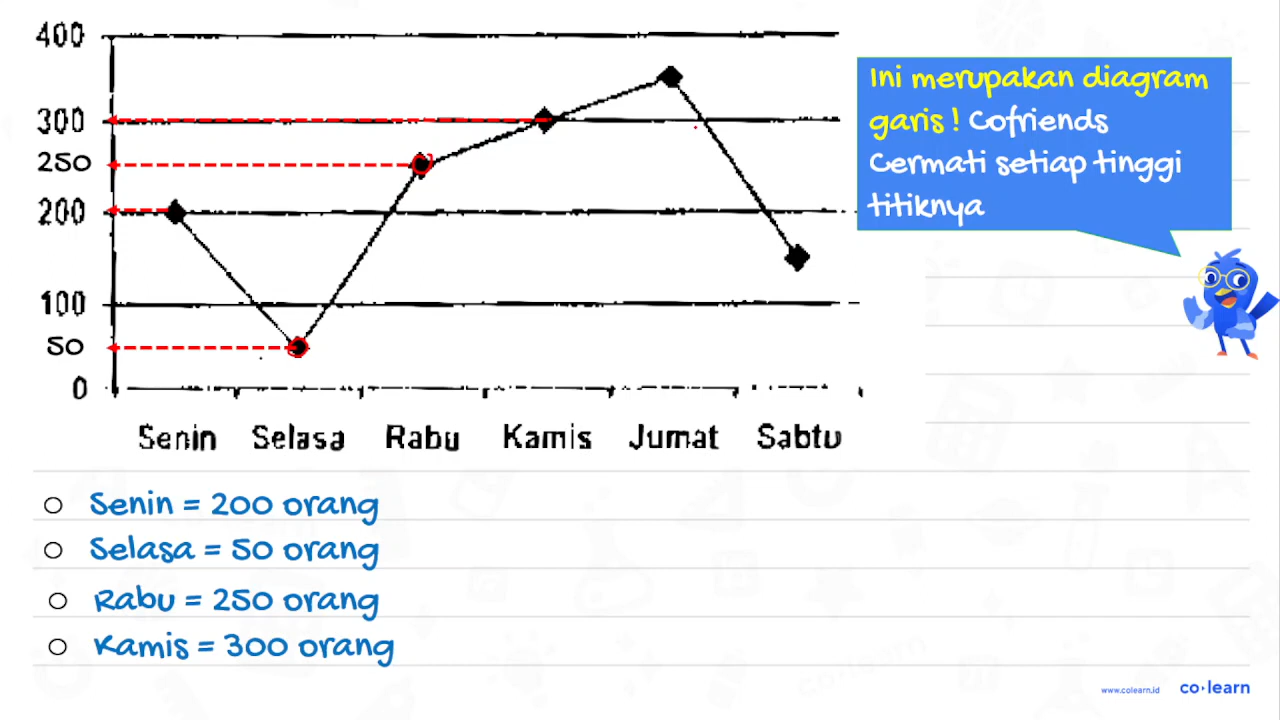 400
300
250
200
100
50
0
Senin Selasa Rabu Kamis Jumat Sabtu
Ini merupakan diagram
garis ! Cofriends
Cermati setiap tinggi
titiknya
Senin = 200 orang
Selasa = 50 orang
Rabu = 250 orang
Kamis = 300 orang
www.colearn.id co·learn